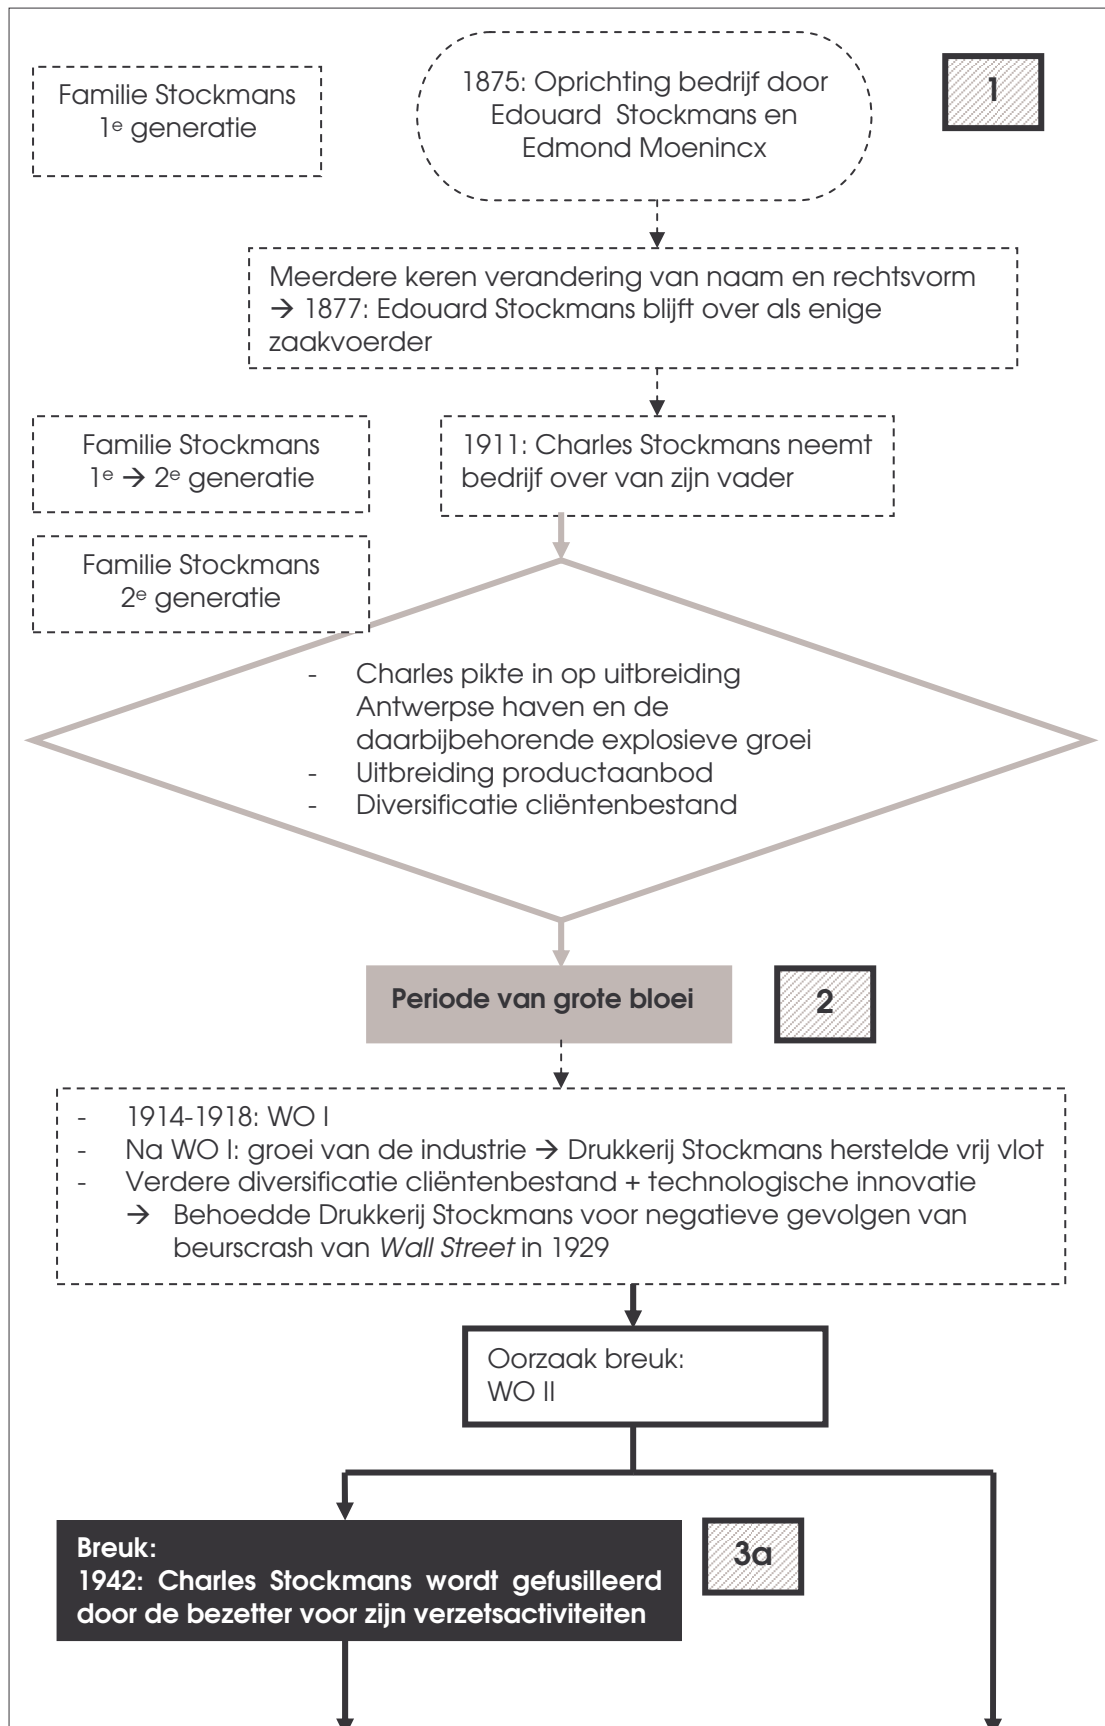 Familie Stockmans
1e generatie
1875: Oprichting bedrijf door
Edouard Stockmans en
Edmond Moenincx
1
Meerdere keren verandering van naam en rechtsvorm
→ 1877: Edouard Stockmans blijft over als enige
zaakvoerder
Familie Stockmans
1e → 2e generatie
1911: Charles Stockmans neemt
bedrijf over van zijn vader
Familie Stockmans
2e generatie
- Charles pikte in op uitbreiding
Antwerpse haven en de
daarbijbehorende explosieve groei
- Uitbreiding productaanbod
- Diversificatie cliëntenbestand
Periode van grote bloei
2
- 1914-1918: WO I
- Na WO I: groei van de industrie → Drukkerij Stockmans herstelde vrij vlot
- Verdere diversificatie cliëntenbestand + technologische innovatie
→ Behoedde Drukkerij Stockmans voor negatieve gevolgen van
beurscrash van Wall Street in 1929
Oorzaak breuk:
WO II
Breuk:
1942: Charles Stockmans wordt gefusilleerd
door de bezetter voor zijn verzetsactiviteiten
3a